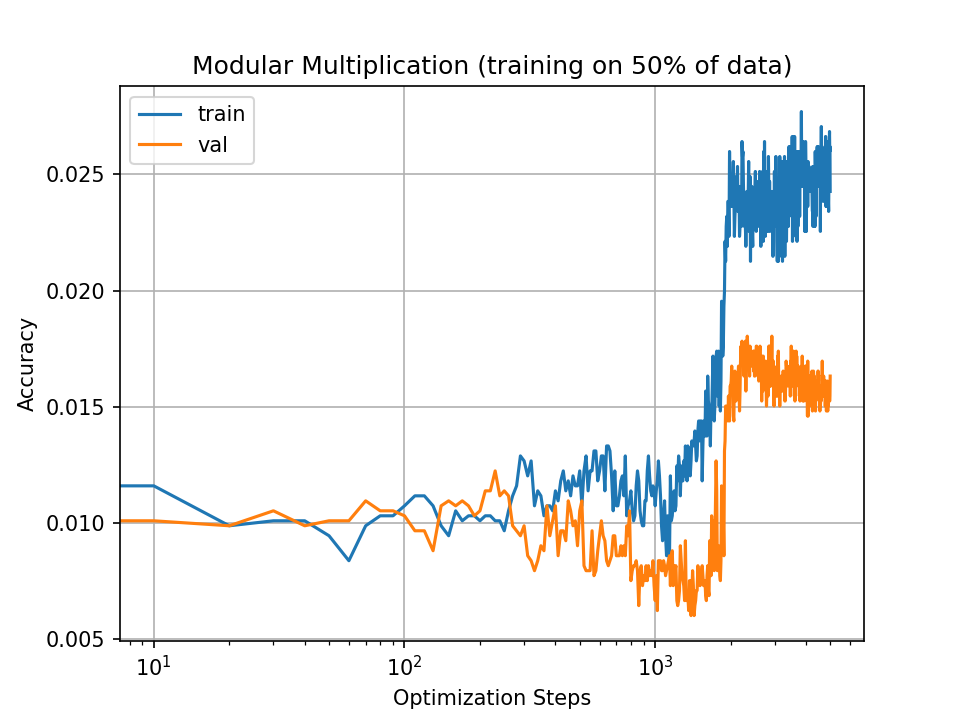 Modular Multiplication (training on 50% of data)
train
val
0.025
0.020
0.015
0.010
0.005
Accuracy
10¹
10²
10³
Optimization Steps